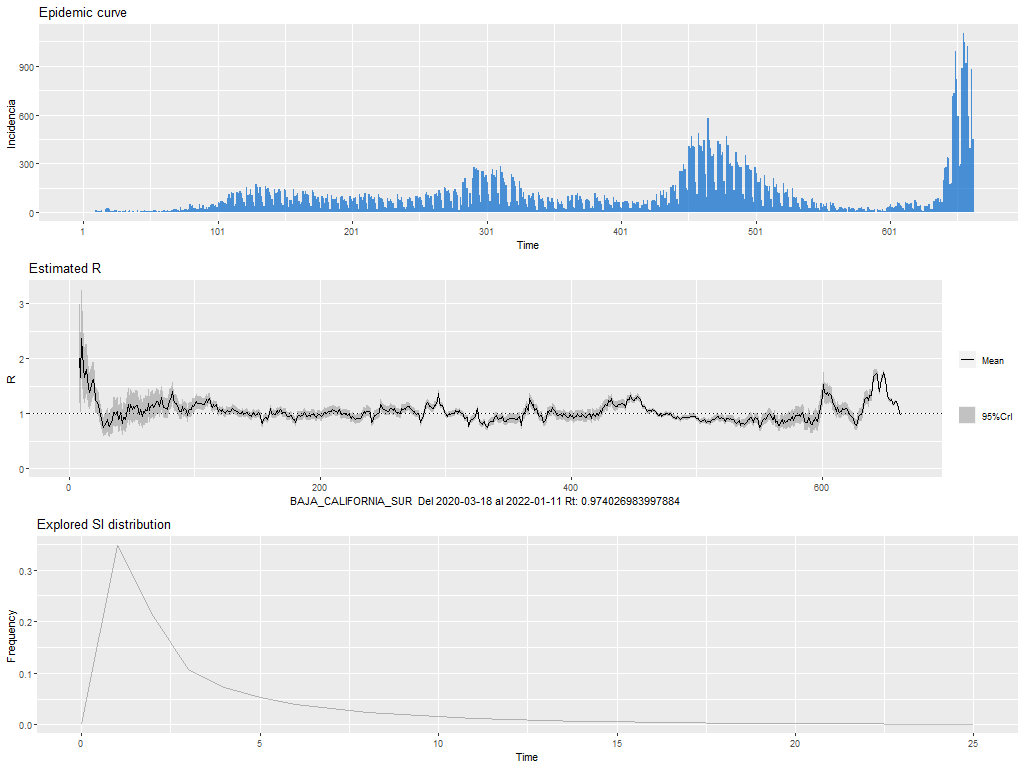 Epidemic curve
900
600
300
0
Incidencia
1 101 201 301 401 501 601
Time
Estimated R
3
2
1
0
R
Mean
95%CrI
0 200 400 600
BAJA_CALIFORNIA_SUR Del 2020-03-18 al 2022-01-11 Rt: 0.974026983997884
Explored SI distribution
0.3
0.2
0.1
0.0
Frequency
0 5 10 15 20 25
Time